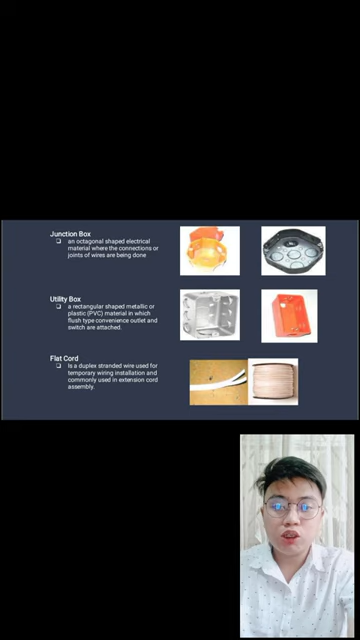 Junction Box
❑ an octagonal shaped electrical
material where the connections or
joints of wires are being done
Utility Box
❑ a rectangular shaped metallic or
plastic (PVC) material in which
flush type convenience outlet and
switch are attached.
Flat Cord
❑ Is a duplex stranded wire used for
temporary wiring installation and
commonly used in extension cord
assembly.